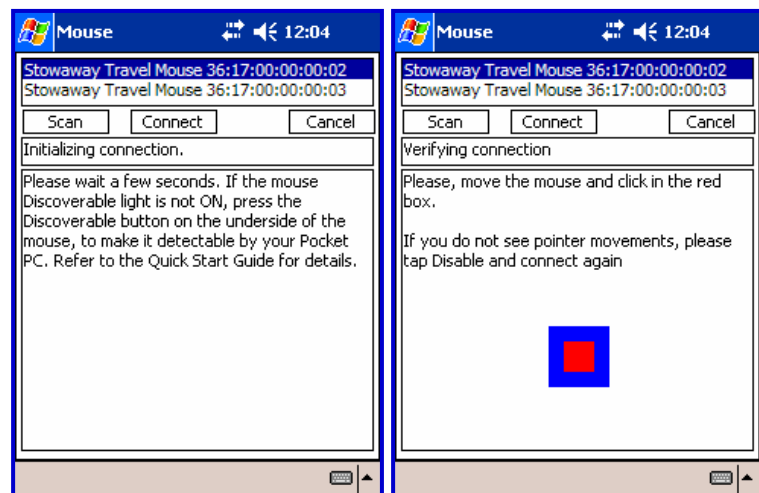 Mouse 12:04
Stowaway Travel Mouse 36:17:00:00:00:02
Stowaway Travel Mouse 36:17:00:00:00:03
Scan Connect Cancel
Initializing connection.
Please wait a few seconds. If the mouse
Discoverable light is not ON, press the
Discoverable button on the underside of the
mouse, to make it detectable by your Pocket
PC. Refer to the Quick Start Guide for details.
Mouse 12:04
Stowaway Travel Mouse 36:17:00:00:00:02
Stowaway Travel Mouse 36:17:00:00:00:03
Scan Connect Cancel
Verifying connection
Please, move the mouse and click in the red
box.
If you do not see pointer movements, please
tap Disable and connect again